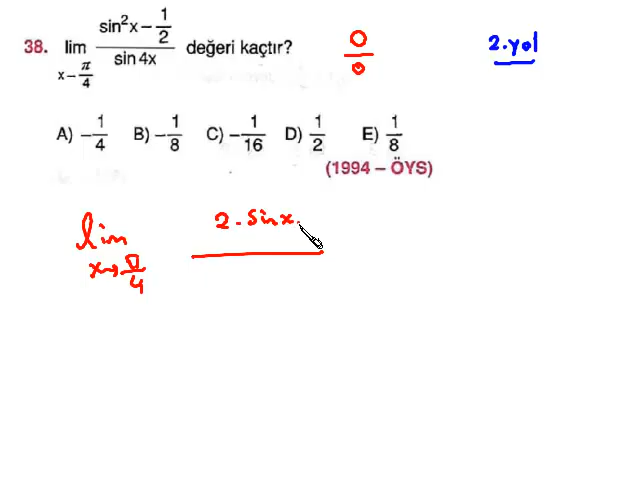 38. lim x→π/4 (sin²x − 1/2)/(sin 4x) değeri kaçtır?
0/0
2.yol
A) −1/4 B) −1/8 C) −1/16 D) 1/2 E) 1/8
(1994 – ÖYS)
lim x→π/4 2·sinx·